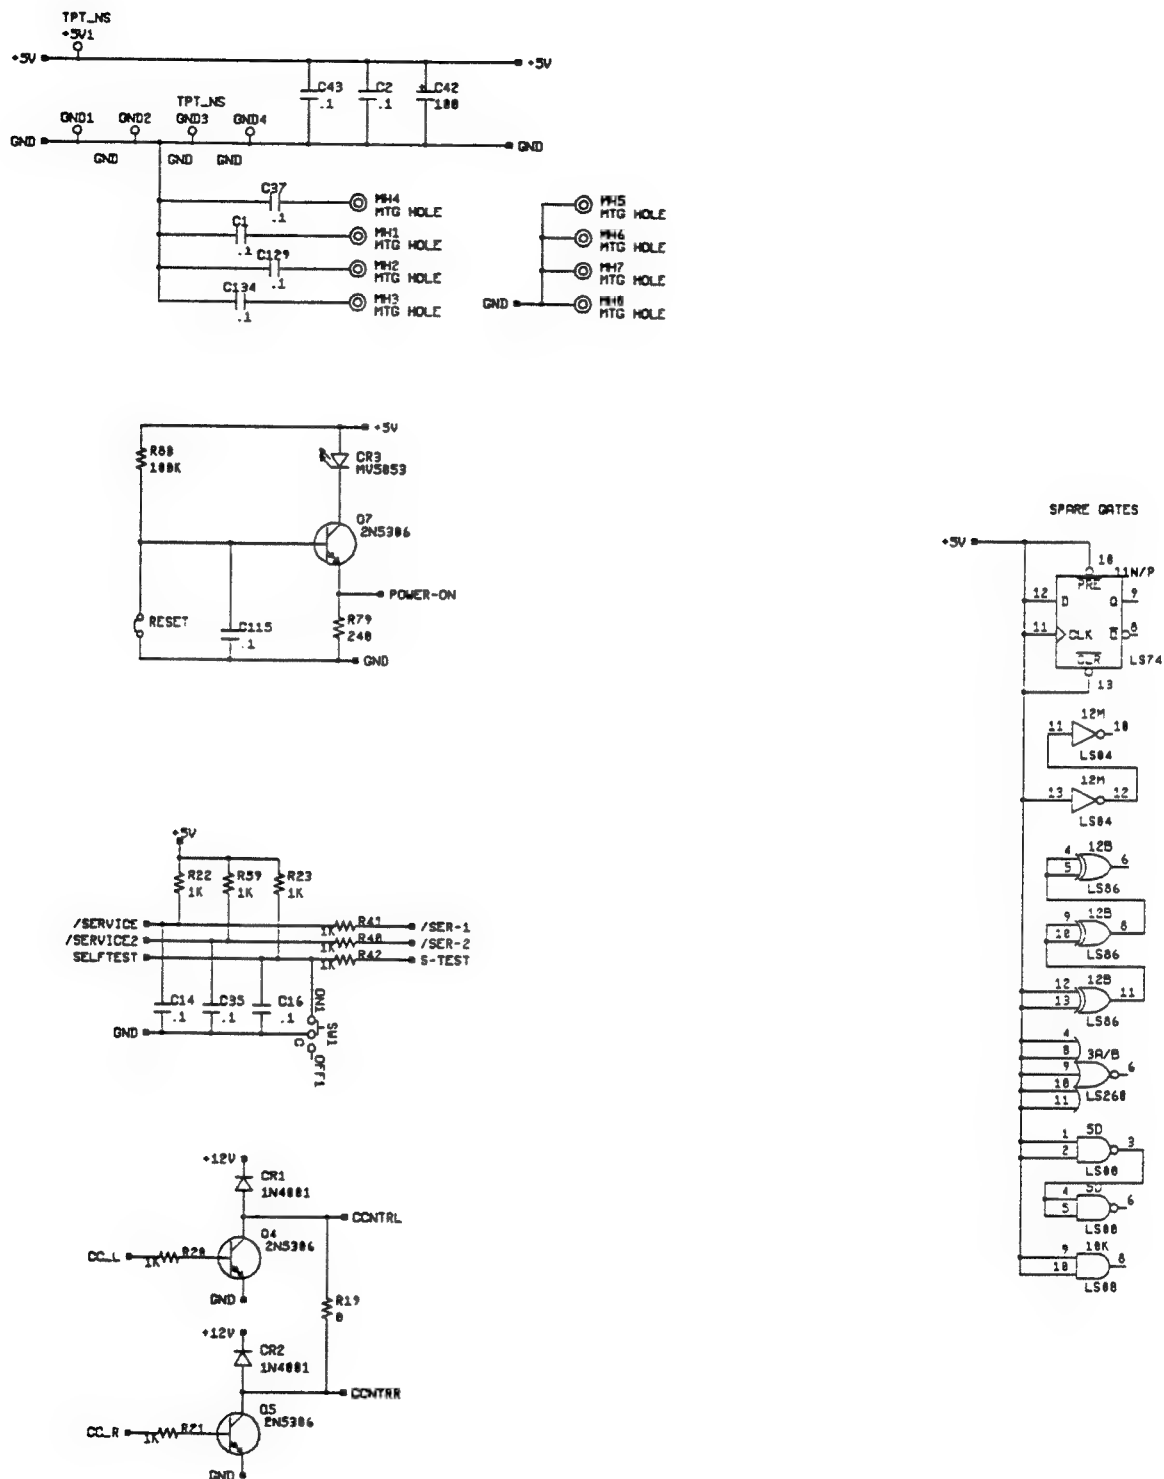 TPT_NS
+5V1
+5V
+5V
C43
.1
C2
.1
C42
100
TPT_NS
GND1
GND2
GND3
GND4
GND
GND
GND
GND
GND
C37
.1
MH4
MTG HOLE
C1
.1
MH1
MTG HOLE
C129
.1
MH2
MTG HOLE
C134
.1
MH3
MTG HOLE
MH5
MTG HOLE
MH6
MTG HOLE
MH7
MTG HOLE
GND
MH8
MTG HOLE
+5V
R80
100K
CR3
MV5053
Q7
2N5306
POWER-ON
RESET
C115
.1
R79
240
GND
SPARE GATES
+5V
10
11N/P
PRE
12
D
Q
9
11
CLK
Q
8
CLR
LS74
13
12M
11
10
LS04
12M
13
12
LS04
12B
4
5
6
LS86
12B
9
10
8
LS86
12B
12
13
11
LS86
4
8
3A/B
9
6
10
LS260
11
5D
1
2
3
LS00
5D
4
5
6
LS00
10K
9
10
8
LS08
+5V
R22
1K
R59
1K
R23
1K
/SERVICE
1K
R41
/SER-1
/SERVICE2
1K
R40
/SER-2
SELFTEST
1K
R42
S-TEST
C14
.1
C35
.1
C16
.1
ON1
SW1
C
OFF1
GND
+12V
CR1
1N4001
CCNTRL
Q4
2N5306
CC_L
1K
R20
GND
R19
0
+12V
CR2
1N4001
CCNTRR
Q5
2N5306
CC_R
1K
R21
GND